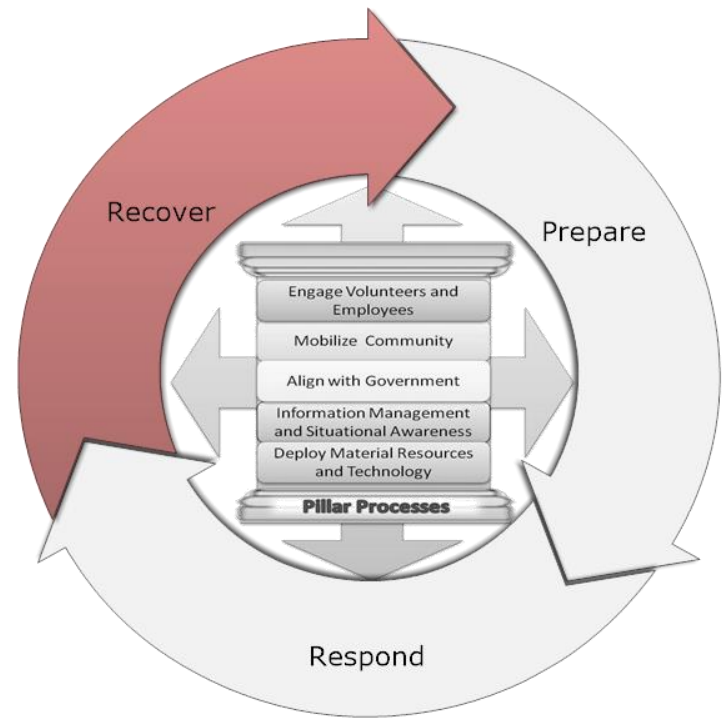 Recover
Prepare
Engage Volunteers and
Employees
Mobilize Community
Align with Government
Information Management
and Situational Awareness
Deploy Material Resources
and Technology
Pillar Processes
Respond